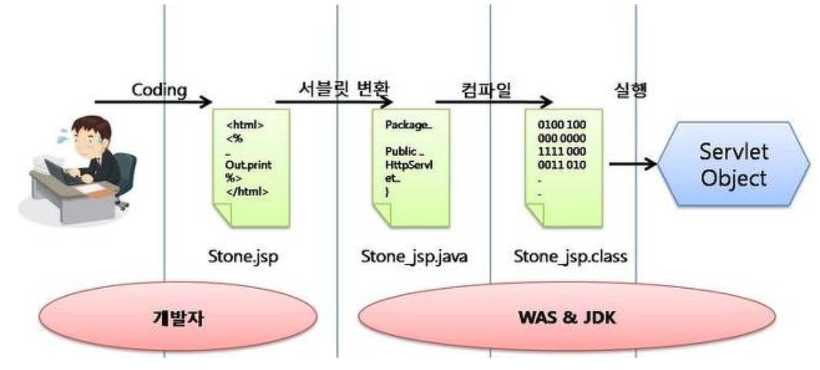 Coding
서블릿 변환
컴파일
실행
<html>
<%
_
Out.print
%>
</html>
Package_
Public _
HttpServl
et_
}
0100 100
000 0000
1111 000
0011 010
.
.
Servlet
Object
Stone.jsp
Stone_jsp.java
Stone_jsp.class
개발자
WAS & JDK